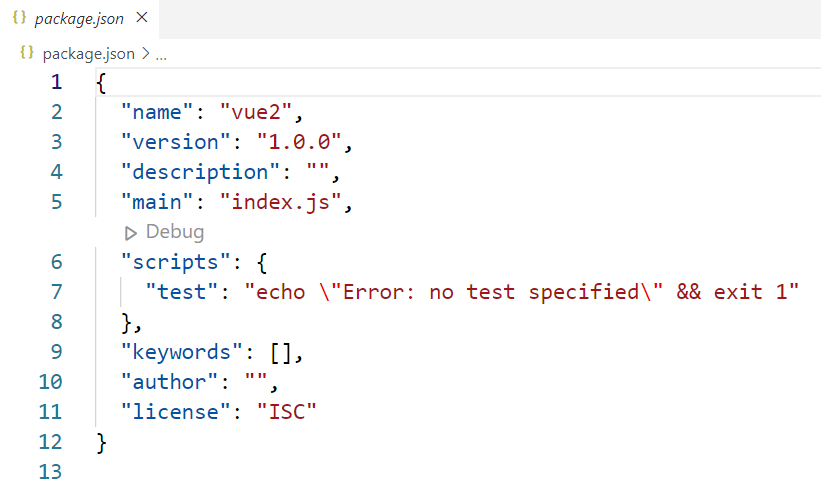 {} package.json ×
{} package.json > ...
1 {
2 "name": "vue2",
3 "version": "1.0.0",
4 "description": "",
5 "main": "index.js",
Debug
6 "scripts": {
7 "test": "echo \"Error: no test specified\" && exit 1"
8 },
9 "keywords": [],
10 "author": "",
11 "license": "ISC"
12 }
13